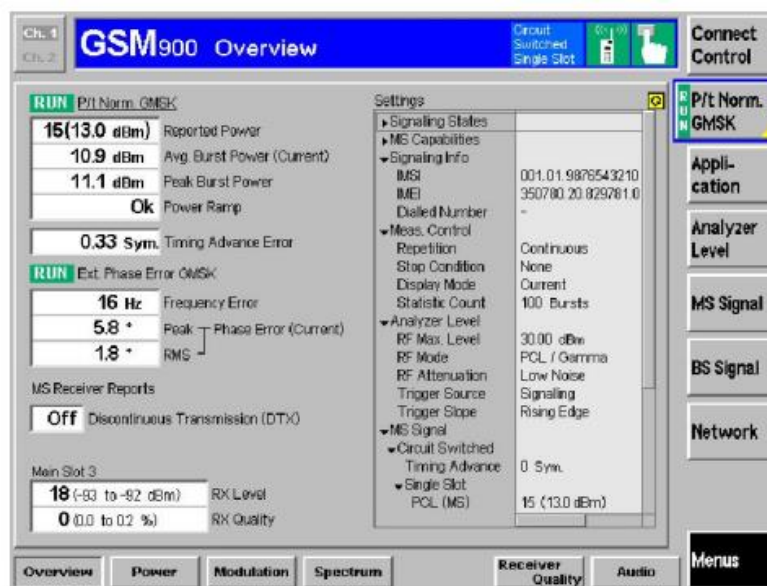 Ch. 1
Ch. 2
GSM900 Overview
Circuit
Switched
Single Slot
Connect
Control
RUN P/t Norm. GMSK
15(13.0 dBm) Reported Power
10.9 dBm Avg. Burst Power (Current)
11.1 dBm Peak Burst Power
Ok Power Ramp
0.33 Sym. Timing Advance Error
RUN Ext. Phase Error GMSK
16 Hz Frequency Error
5.8 ° Peak Phase Error (Current)
1.8 ° RMS
MS Receiver Reports
Off Discontinuous Transmission (DTX)
Main Slot 3
18 (-93 to -92 dBm) RX Level
0 (0.0 to 0.2 %) RX Quality
Settings
Signaling States
MS Capabilities
Signaling Info
IMSI 001.01.9876543210
IMEI 350780.20.829781.0
Dialled Number -
Meas. Control
Repetition Continuous
Stop Condition None
Display Mode Current
Statistic Count 100 Bursts
Analyzer Level
RF Max. Level 30.00 dBm
RF Mode PCL / Gamma
RF Attenuation Low Noise
Trigger Source Signaling
Trigger Slope Rising Edge
MS Signal
Circuit Switched
Timing Advance 0 Sym.
Single Slot
PCL (MS) 15 (13.0 dBm)
RUN
P/t Norm.
GMSK
Appli-
cation
Analyzer
Level
MS Signal
BS Signal
Network
Menus
Overview Power Modulation Spectrum Receiver Quality Audio